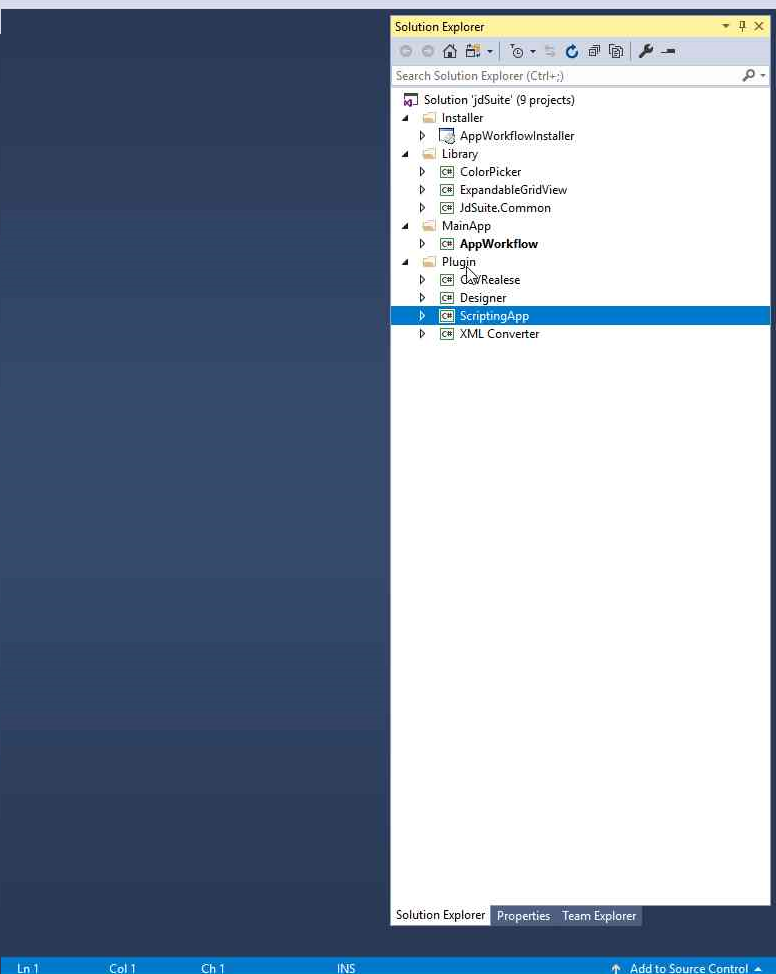 Solution Explorer
Search Solution Explorer (Ctrl+;)
Solution 'jdSuite' (9 projects)
Installer
AppWorkflowInstaller
Library
C# ColorPicker
C# ExpandableGridView
C# JdSuite.Common
MainApp
C# AppWorkflow
Plugin
C#
C# Designer
C# ScriptingApp
C# XML Converter
Solution Explorer Properties Team Explorer
Ln 1 Col 1 Ch 1 INS Add to Source Control